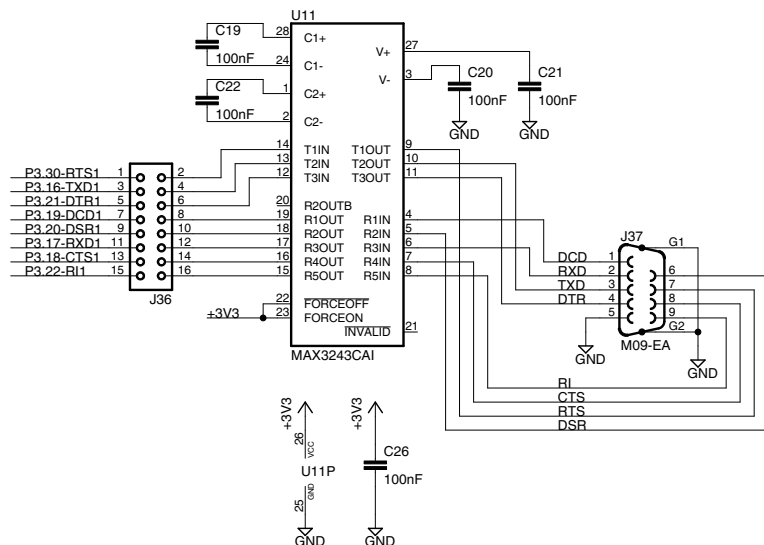 U11
C19
100nF
28 C1+
24 C1-
C22
100nF
1 C2+
2 C2-
V+ 27
V- 3
C20
100nF
GND
C21
100nF
GND
14 T1IN T1OUT 9
13 T2IN T2OUT 10
12 T3IN T3OUT 11
20 R2OUTB
19 R1OUT R1IN 4
18 R2OUT R2IN 5
17 R3OUT R3IN 6
16 R4OUT R4IN 7
15 R5OUT R5IN 8
22 FORCEOFF
+3V3 23 FORCEON
INVALID 21
MAX3243CAI
P3.30-RTS1 1 2
P3.16-TXD1 3 4
P3.21-DTR1 5 6
P3.19-DCD1 7 8
P3.20-DSR1 9 10
P3.17-RXD1 11 12
P3.18-CTS1 13 14
P3.22-RI1 15 16
J36
J37
G1
DCD 1 6
RXD 2 7
TXD 3 8
DTR 4 9
5 G2
M09-EA
GND
GND
RI
CTS
RTS
DSR
+3V3
26 VCC
U11P
25 GND
GND
+3V3
C26
100nF
GND